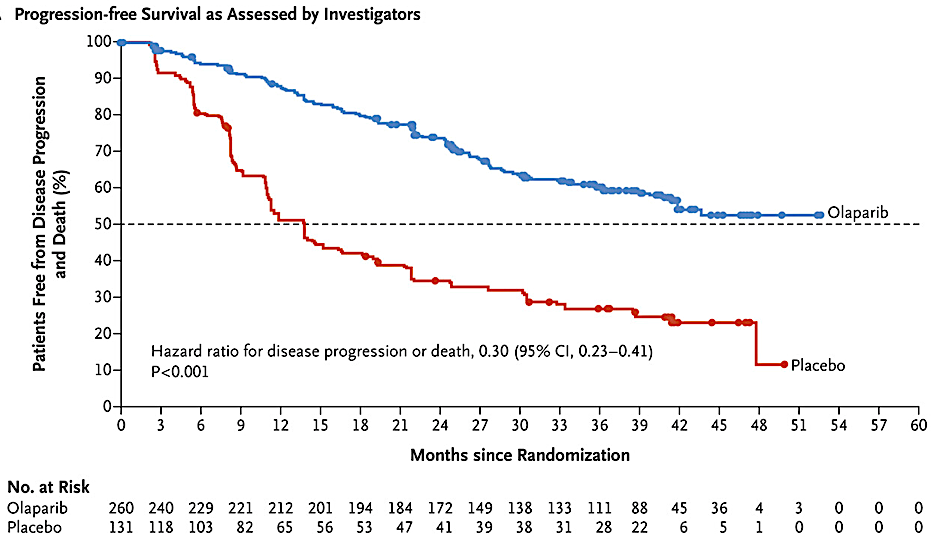 Progression-free Survival as Assessed by Investigators
Patients Free from Disease Progression
and Death (%)
100
90
80
70
60
50
40
30
20
10
0
Olaparib
Placebo
Hazard ratio for disease progression or death, 0.30 (95% CI, 0.23–0.41)
P<0.001
0 3 6 9 12 15 18 21 24 27 30 33 36 39 42 45 48 51 54 57 60
Months since Randomization
No. at Risk
Olaparib 260 240 229 221 212 201 194 184 172 149 138 133 111 88 45 36 4 3 0 0 0
Placebo 131 118 103 82 65 56 53 47 41 39 38 31 28 22 6 5 1 0 0 0 0